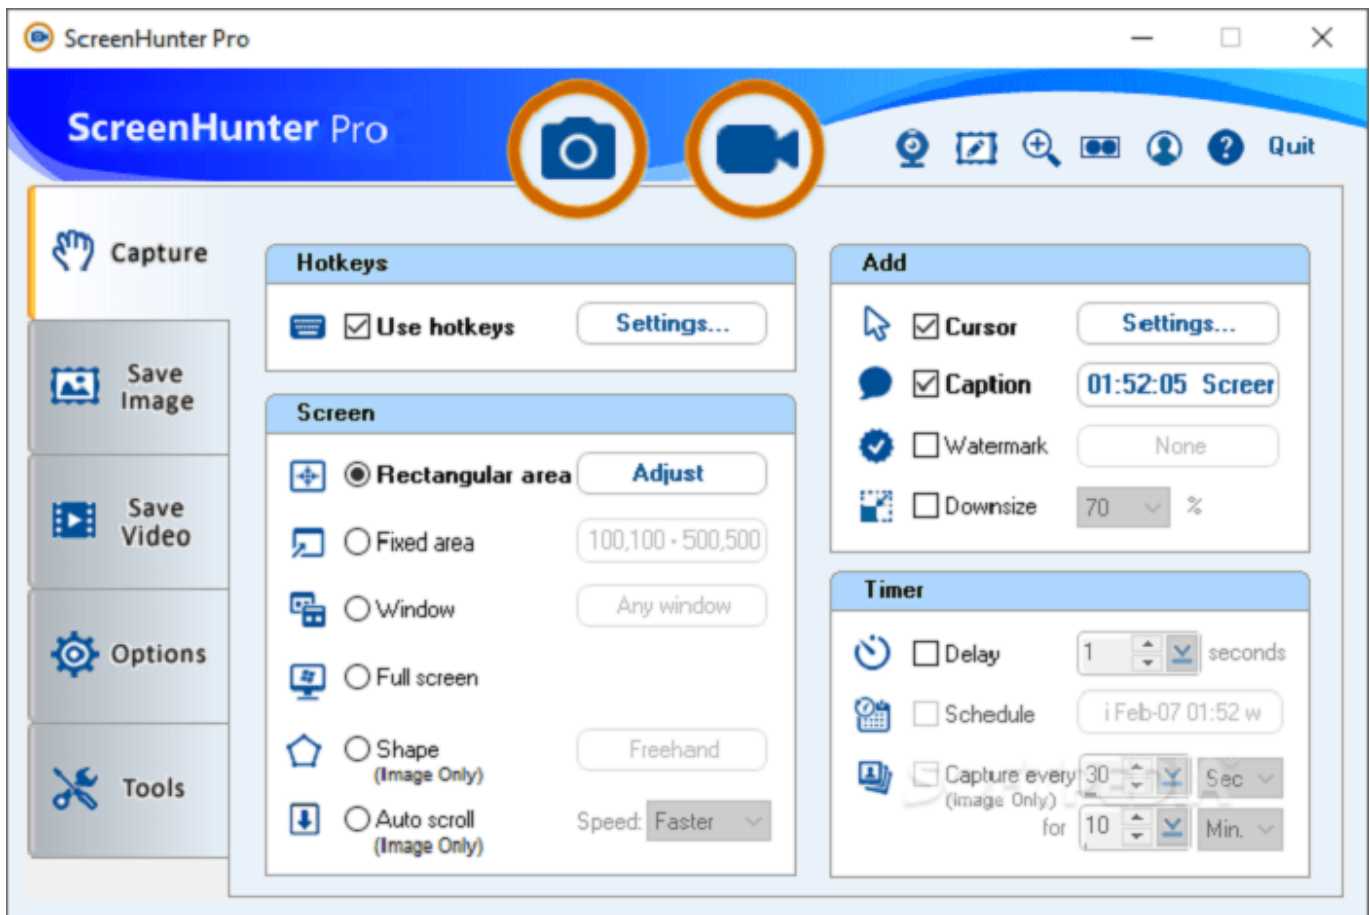 ScreenHunter Pro
ScreenHunter Pro
Quit
Capture
Save
Image
Save
Video
Options
Tools
Hotkeys
Use hotkeys Settings...
Screen
Rectangular area Adjust
Fixed area 100,100 - 500,500
Window Any window
Full screen
Shape Freehand
(Image Only)
Auto scroll Speed: Faster
(Image Only)
Add
Cursor Settings...
Caption 01:52:05 Screer
Watermark None
Downsize 70 %
Timer
Delay 1 seconds
Schedule i Feb-07 01:52 w
Capture every 30 Sec
(Image Only)
for 10 Min.